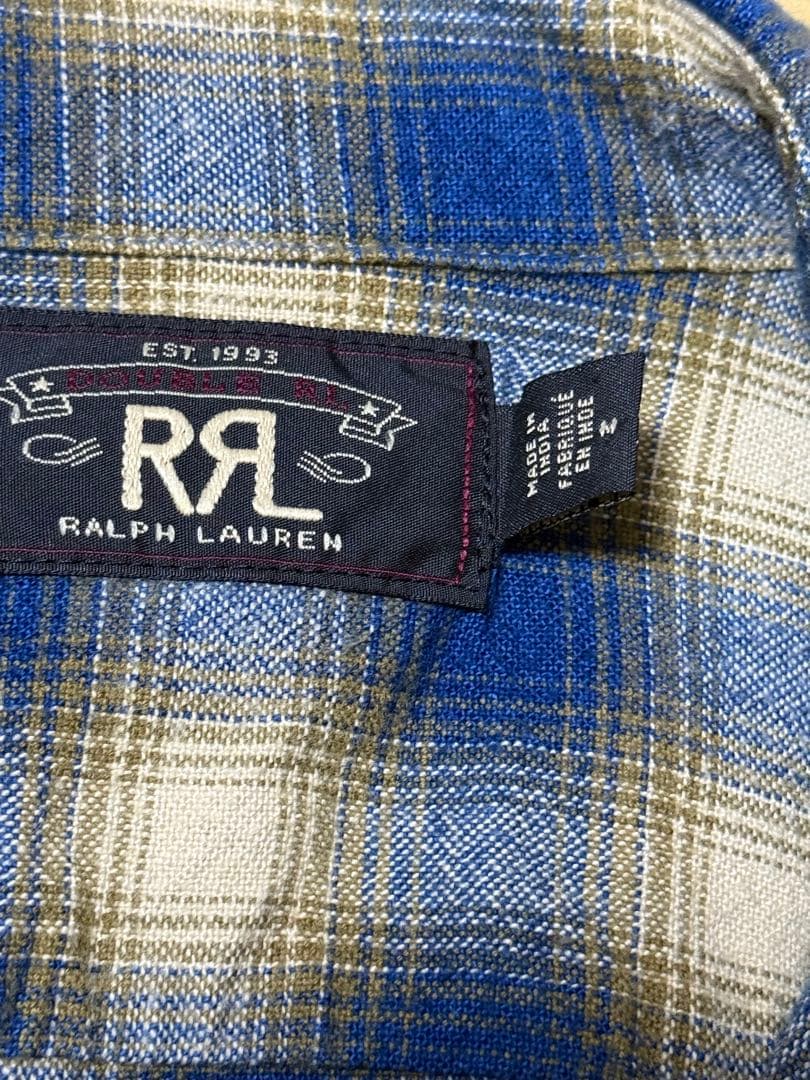 EST. 1993
DOUBLE RL
RRL
RALPH LAUREN
MADE IN
INDIA
FABRIQUÉ
EN INDE
M